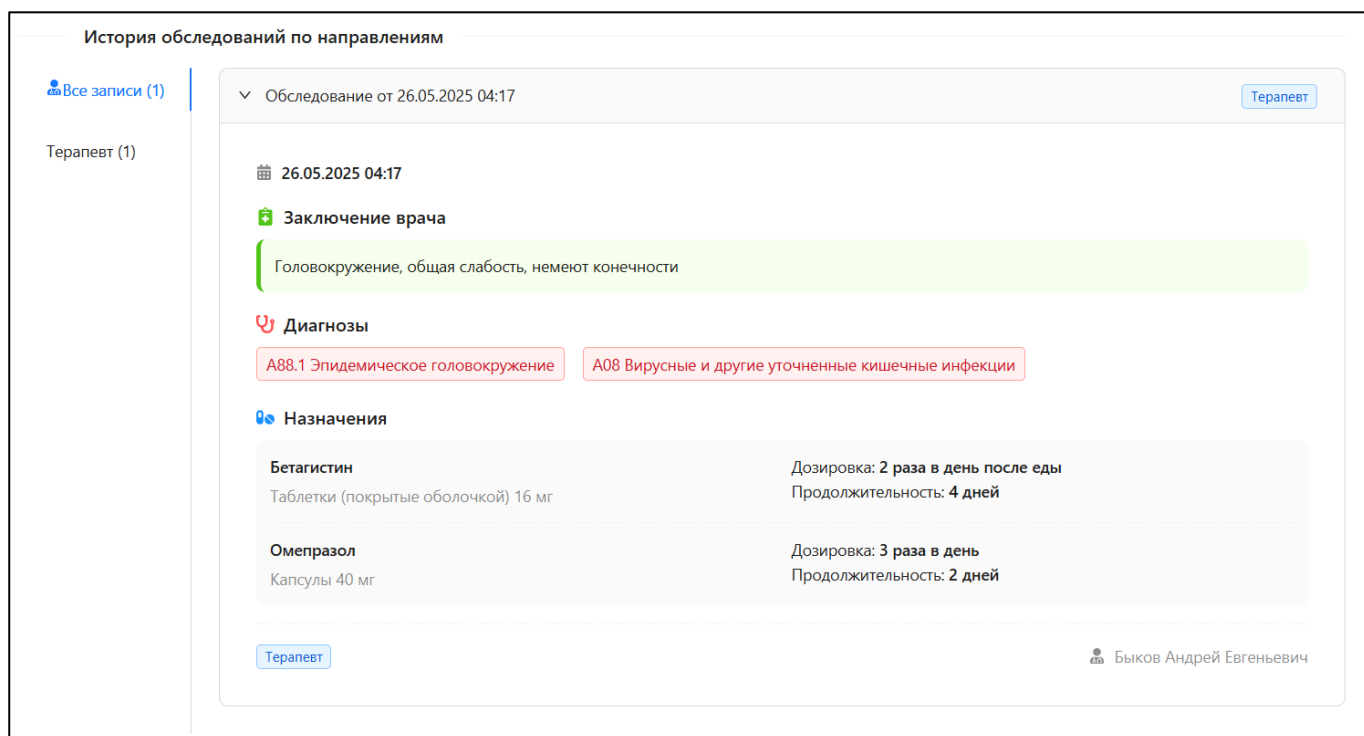 История обследований по направлениям
Все записи (1)
Терапевт (1)
Обследование от 26.05.2025 04:17
Терапевт
26.05.2025 04:17
Заключение врача
Головокружение, общая слабость, немеют конечности
Диагнозы
A88.1 Эпидемическое головокружение
A08 Вирусные и другие уточненные кишечные инфекции
Назначения
Бетагистин
Таблетки (покрытые оболочкой) 16 мг
Дозировка: 2 раза в день после еды
Продолжительность: 4 дней
Омепразол
Капсулы 40 мг
Дозировка: 3 раза в день
Продолжительность: 2 дней
Терапевт
Быков Андрей Евгеньевич